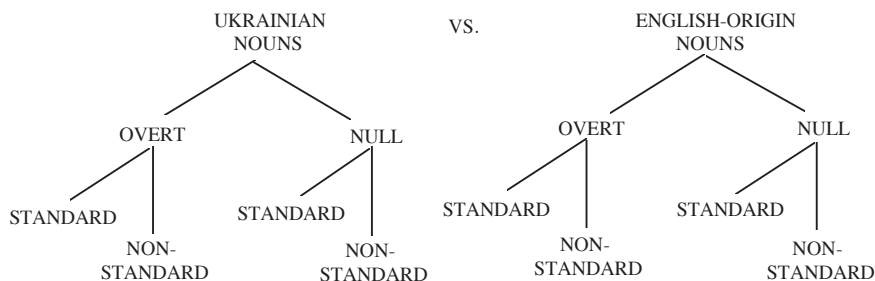 UKRAINIAN
NOUNS
VS.
ENGLISH-ORIGIN
NOUNS
OVERT
NULL
OVERT
NULL
STANDARD
STANDARD
STANDARD
STANDARD
NON-
STANDARD
NON-
STANDARD
NON-
STANDARD
NON-
STANDARD